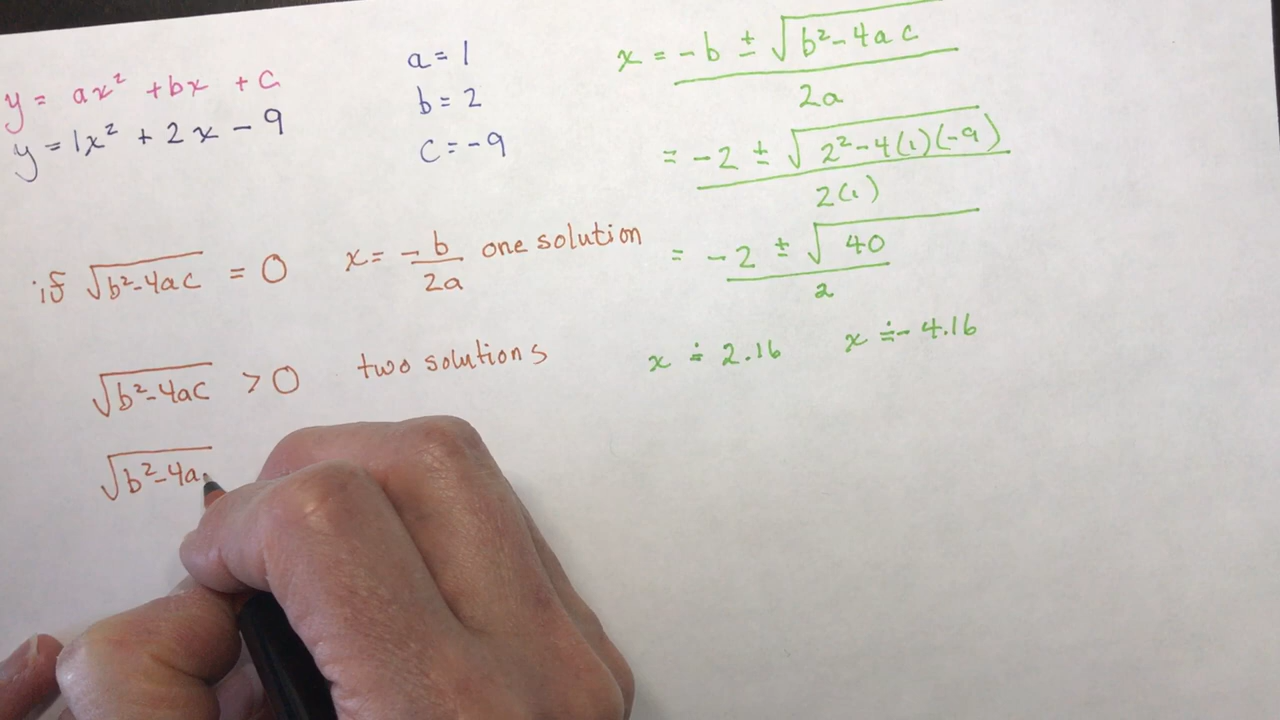 y = ax² + bx + c
y = 1x² + 2x - 9
a = 1
b = 2
c = -9
if √b²-4ac = 0 x = -b/2a one solution
√b²-4ac > 0 two solutions
√b²-4a
x = -b ± √b²-4ac
2a
= -2 ± √2²-4(1)(-9)
2(1)
= -2 ± √40
2
x ≐ 2.16 x ≐ -4.16